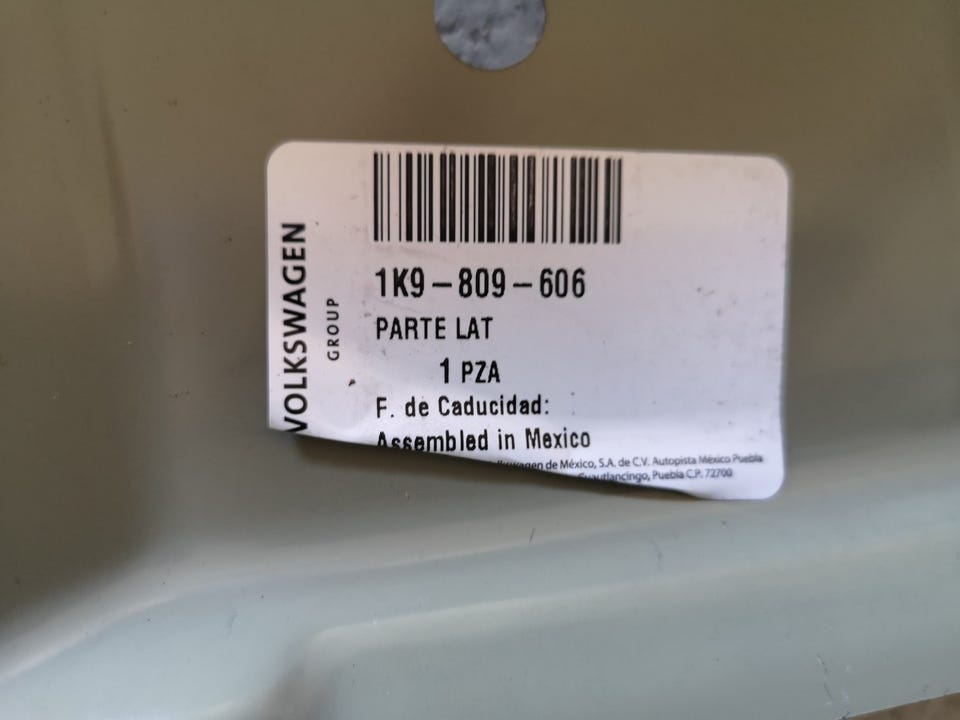 VOLKSWAGEN
GROUP
1K9-809-606
PARTE LAT
1 PZA
F. de Caducidad:
Assembled in Mexico
de México, S.A. de C.V. Autopista México Puebla
Cuautlancingo, Puebla C.P. 72700